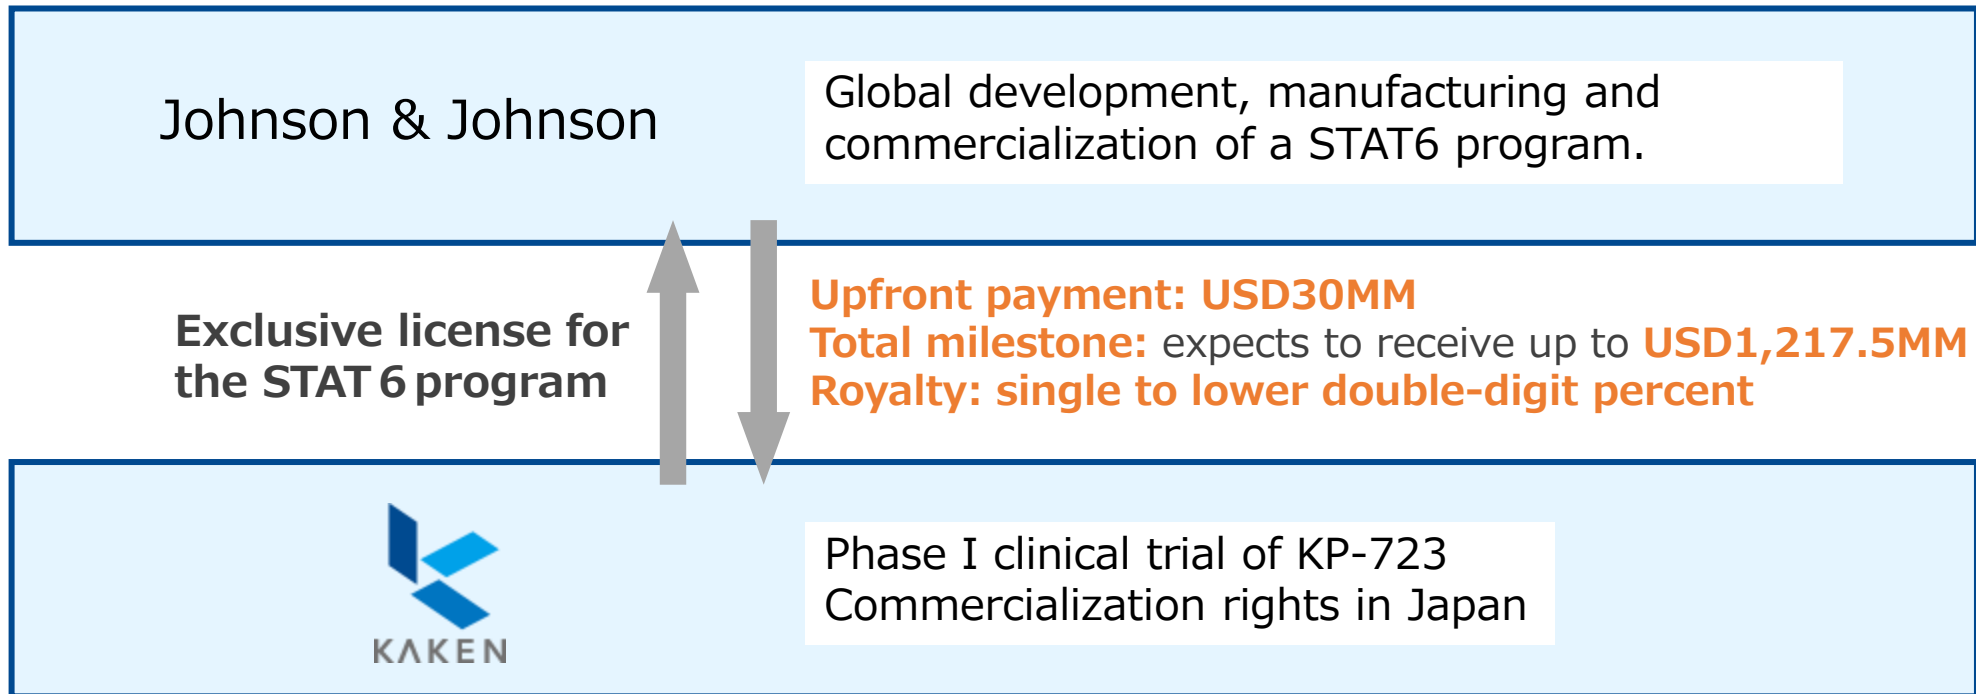 Johnson & Johnson
Global development, manufacturing and
commercialization of a STAT6 program.
Exclusive license for
the STAT 6 program
Upfront payment: USD30MM
Total milestone: expects to receive up to USD1,217.5MM
Royalty: single to lower double-digit percent
KAKEN
Phase I clinical trial of KP-723
Commercialization rights in Japan